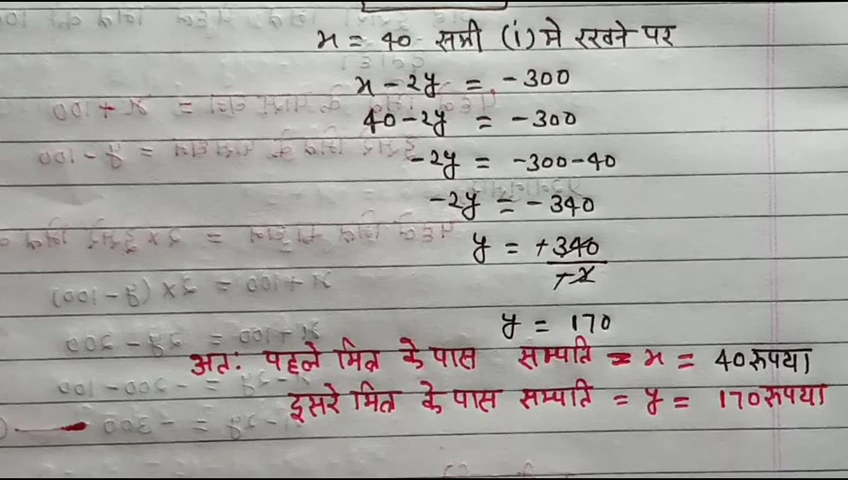 x = 40 समी (i) मे रखने पर
x - 2y = -300
40 - 2y = -300
-2y = -300-40
-2y = -340
y = +340
+2
y = 170
अतः पहले मित्र के पास सम्पति = x = 40 रुपया
दूसरे मित्र के पास सम्पति = y = 170 रुपया